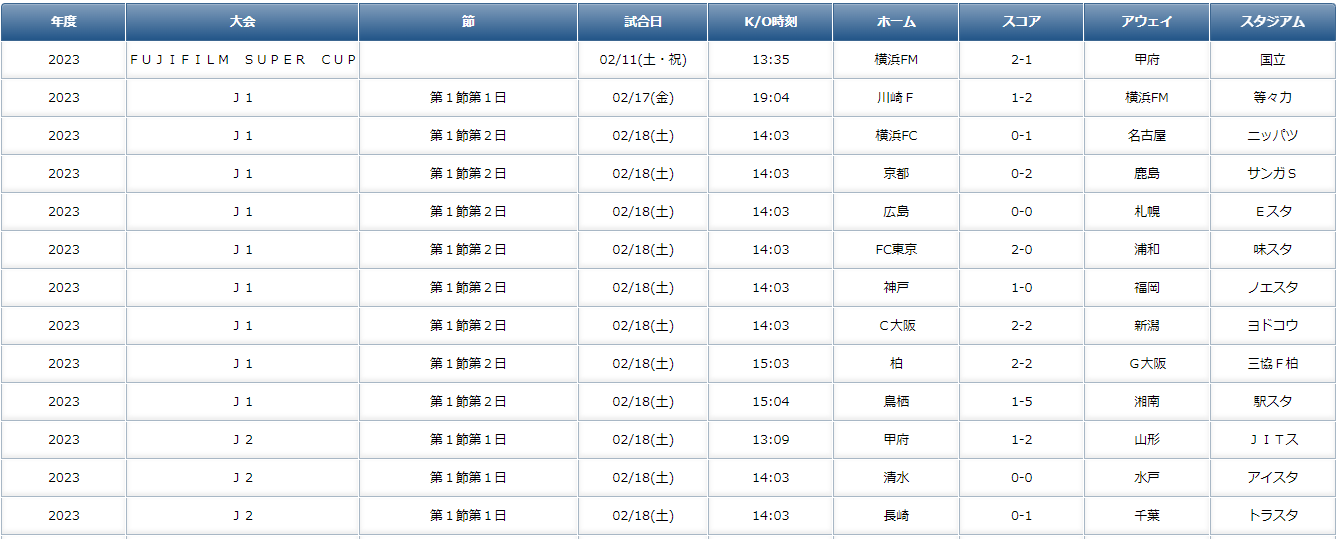 年度 大会 節 試合日 K/O時刻 ホーム スコア アウェイ スタジアム
2023 ＦＵＪＩＦＩＬＭ　ＳＵＰＥＲ　ＣＵＰ 02/11(土・祝) 13:35 横浜FM 2-1 甲府 国立
2023 Ｊ１ 第１節第１日 02/17(金) 19:04 川崎Ｆ 1-2 横浜FM 等々力
2023 Ｊ１ 第１節第２日 02/18(土) 14:03 横浜FC 0-1 名古屋 ニッパツ
2023 Ｊ１ 第１節第２日 02/18(土) 14:03 京都 0-2 鹿島 サンガＳ
2023 Ｊ１ 第１節第２日 02/18(土) 14:03 広島 0-0 札幌 Ｅスタ
2023 Ｊ１ 第１節第２日 02/18(土) 14:03 FC東京 2-0 浦和 味スタ
2023 Ｊ１ 第１節第２日 02/18(土) 14:03 神戸 1-0 福岡 ノエスタ
2023 Ｊ１ 第１節第２日 02/18(土) 14:03 Ｃ大阪 2-2 新潟 ヨドコウ
2023 Ｊ１ 第１節第２日 02/18(土) 15:03 柏 2-2 Ｇ大阪 三協Ｆ柏
2023 Ｊ１ 第１節第２日 02/18(土) 15:04 鳥栖 1-5 湘南 駅スタ
2023 Ｊ２ 第１節第１日 02/18(土) 13:09 甲府 1-2 山形 ＪＩＴス
2023 Ｊ２ 第１節第１日 02/18(土) 14:03 清水 0-0 水戸 アイスタ
2023 Ｊ２ 第１節第１日 02/18(土) 14:03 長崎 0-1 千葉 トラスタ